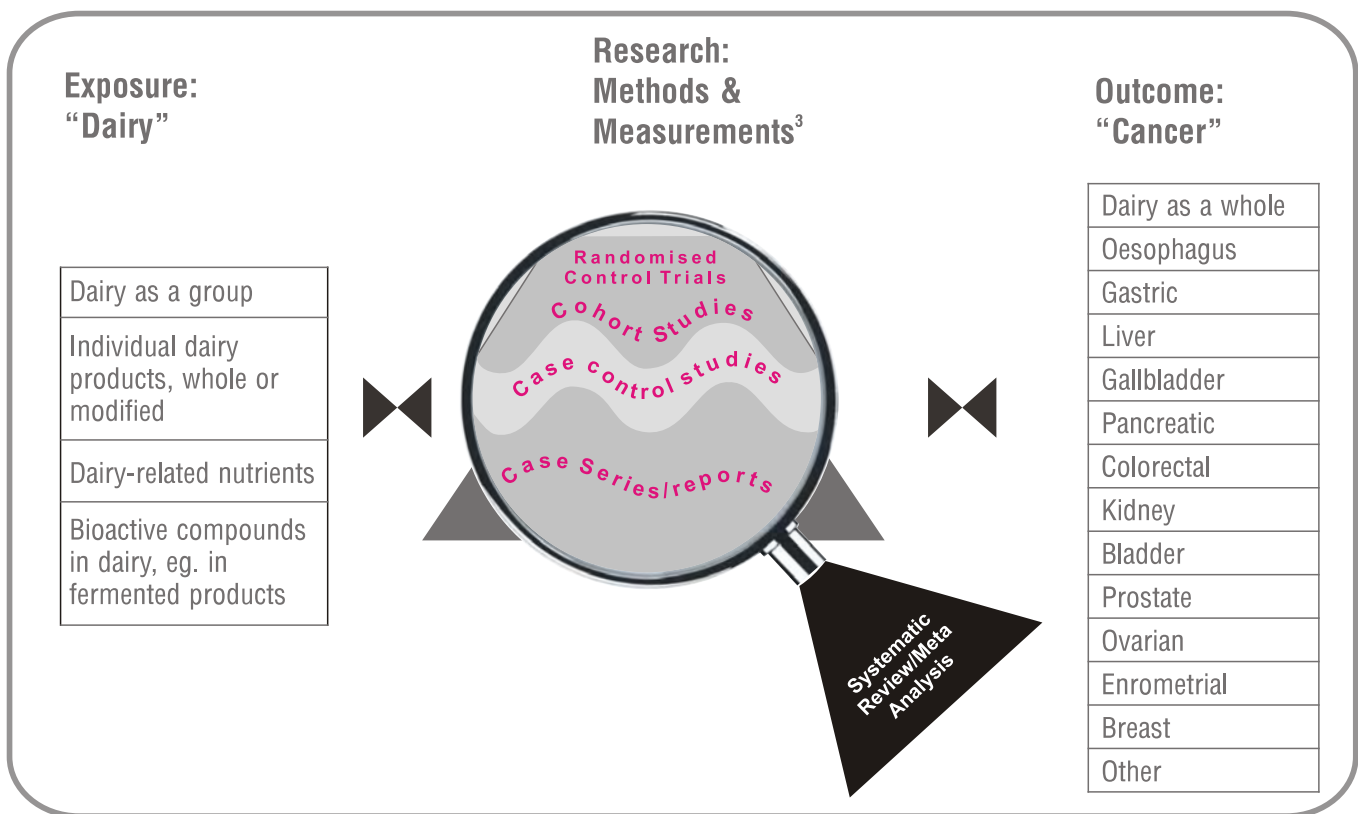 Exposure:
“Dairy”
Dairy as a group
Individual dairy
products, whole or
modified
Dairy-related nutrients
Bioactive compounds
in dairy, eg. in
fermented products
Research:
Methods &
Measurements³
Randomised
Control Trials
Cohort Studies
Case control studies
Case Series/reports
Systematic
Review/Meta
Analysis
Outcome:
“Cancer”
Dairy as a whole
Oesophagus
Gastric
Liver
Gallbladder
Pancreatic
Colorectal
Kidney
Bladder
Prostate
Ovarian
Enrometrial
Breast
Other